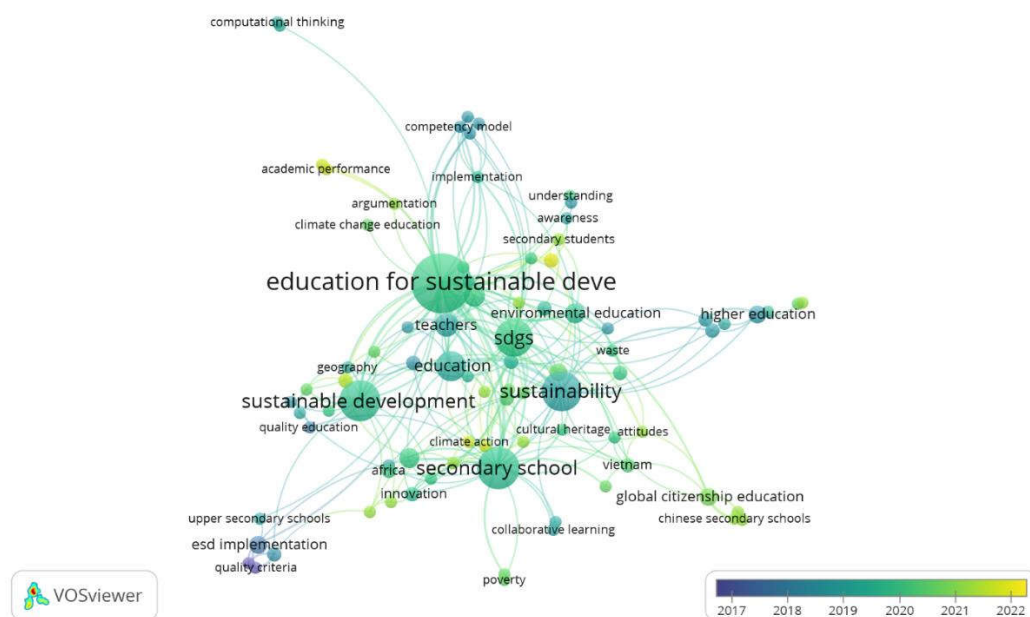 computational thinking
competency model
academic performance
implementation
understanding
argumentation
awareness
climate change education
secondary students
education for sustainable deve
environmental education
higher education
teachers
sdgs
waste
geography
education
sustainable development
sustainability
quality education
cultural heritage
attitudes
climate action
africa
secondary school
vietnam
innovation
global citizenship education
upper secondary schools
chinese secondary schools
collaborative learning
esd implementation
quality criteria
poverty
VOSviewer
2017 2018 2019 2020 2021 2022